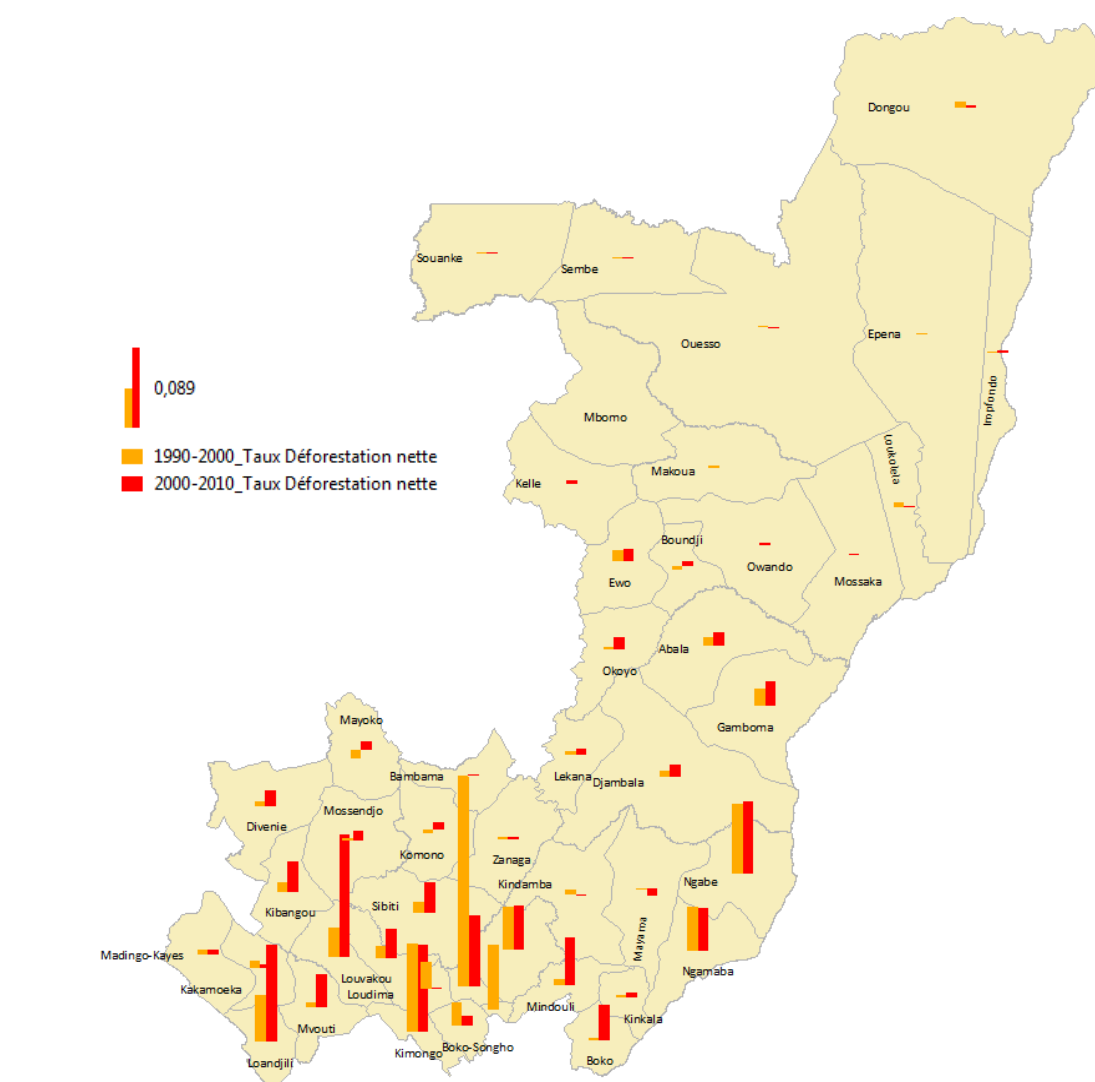 Dongou
Souanke
Sembe
Ouesso
Epena
Impfondo
0,089
1990-2000_Taux Déforestation nette
2000-2010_Taux Déforestation nette
Mbomo
Makoua
Loukolela
Kelle
Boundji
Owando
Mossaka
Ewo
Okoyo
Abala
Gamboma
Mayoko
Bambama
Lekana
Djambala
Divenie
Mossendjo
Komono
Zanaga
Kindamba
Ngabe
Kibangou
Sibiti
Mayama
Madingo-Kayes
Ngamaba
Kakamoeka
Louvakou
Loudima
Mindouli
Kinkala
Mvouti
Kimongo
Boko-Songho
Loandjili
Boko